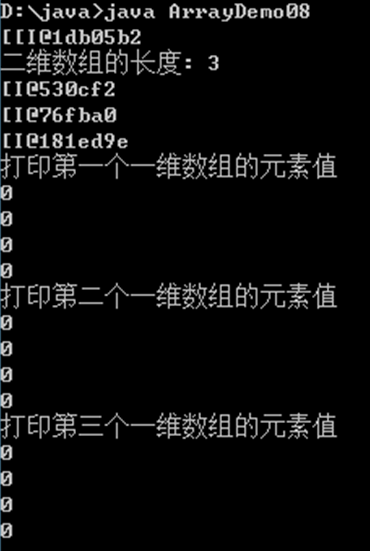 D:\java>java ArrayDemo08
[[I@1db05b2
二维数组的长度: 3
[I@530cf2
[I@76fba0
[I@181ed9e
打印第一个一维数组的元素值
0
0
0
0
打印第二个一维数组的元素值
0
0
0
0
打印第三个一维数组的元素值
0
0
0
0